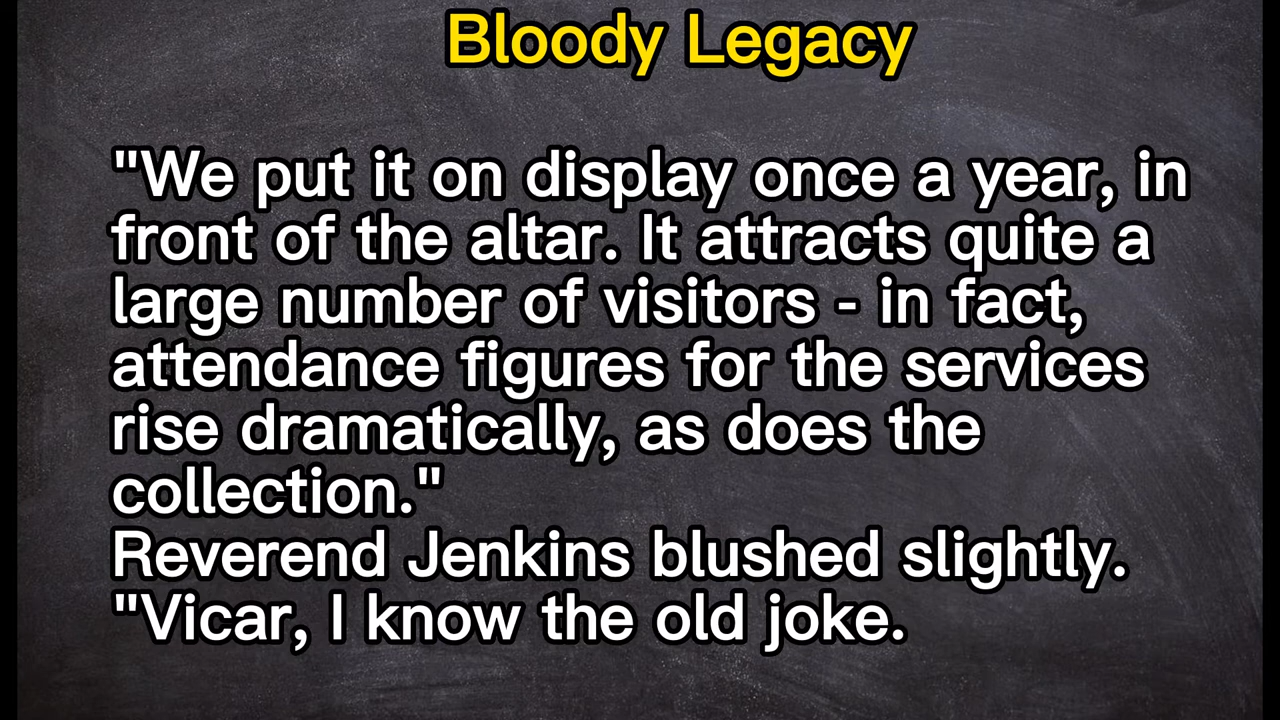 Bloody Legacy
"We put it on display once a year, in
front of the altar. It attracts quite a
large number of visitors - in fact,
attendance figures for the services
rise dramatically, as does the
collection."
Reverend Jenkins blushed slightly.
"Vicar, I know the old joke.